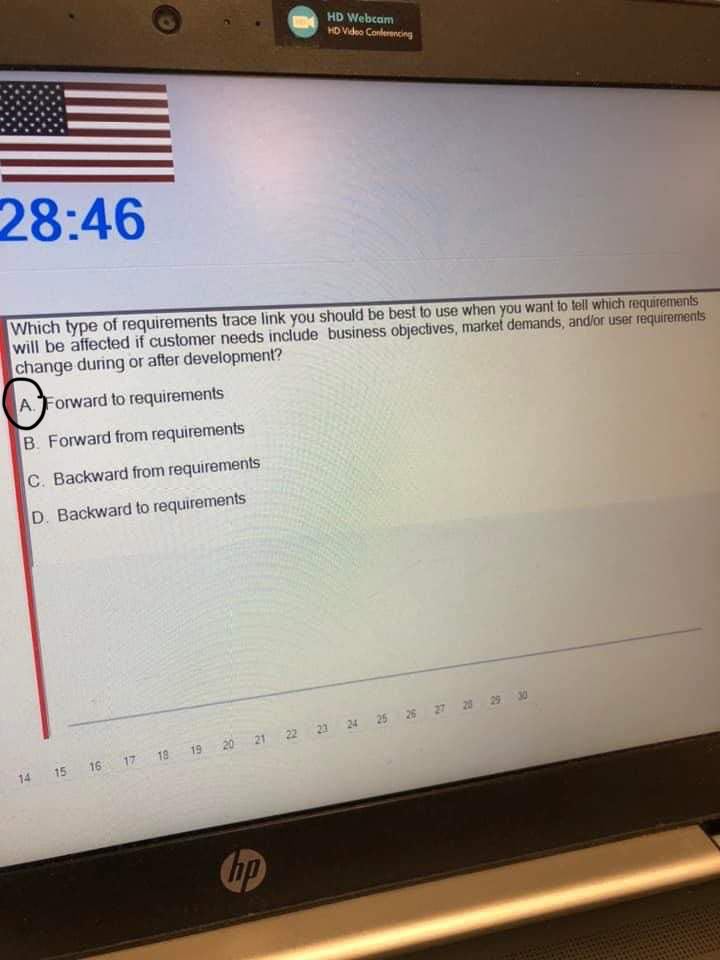 HD Webcam
HD Video Conferencing
28:46
Which type of requirements trace link you should be best to use when you want to tell which requirements
will be affected if customer needs include business objectives, market demands, and/or user requirements
change during or after development?
A. Forward to requirements
B. Forward from requirements
C. Backward from requirements
D. Backward to requirements
14 15 16 17 18 19 20 21 22 23 24 25 26 27 28 29 30
hp